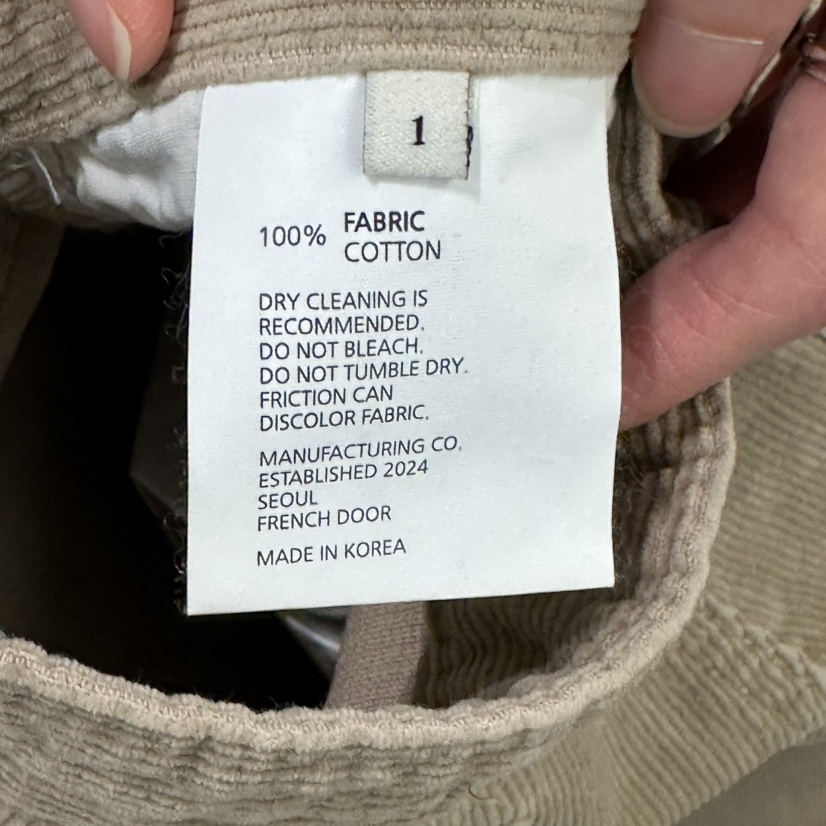 1
100% FABRIC
COTTON
DRY CLEANING IS
RECOMMENDED.
DO NOT BLEACH.
DO NOT TUMBLE DRY.
FRICTION CAN
DISCOLOR FABRIC.
MANUFACTURING CO.
ESTABLISHED 2024
SEOUL
FRENCH DOOR
MADE IN KOREA